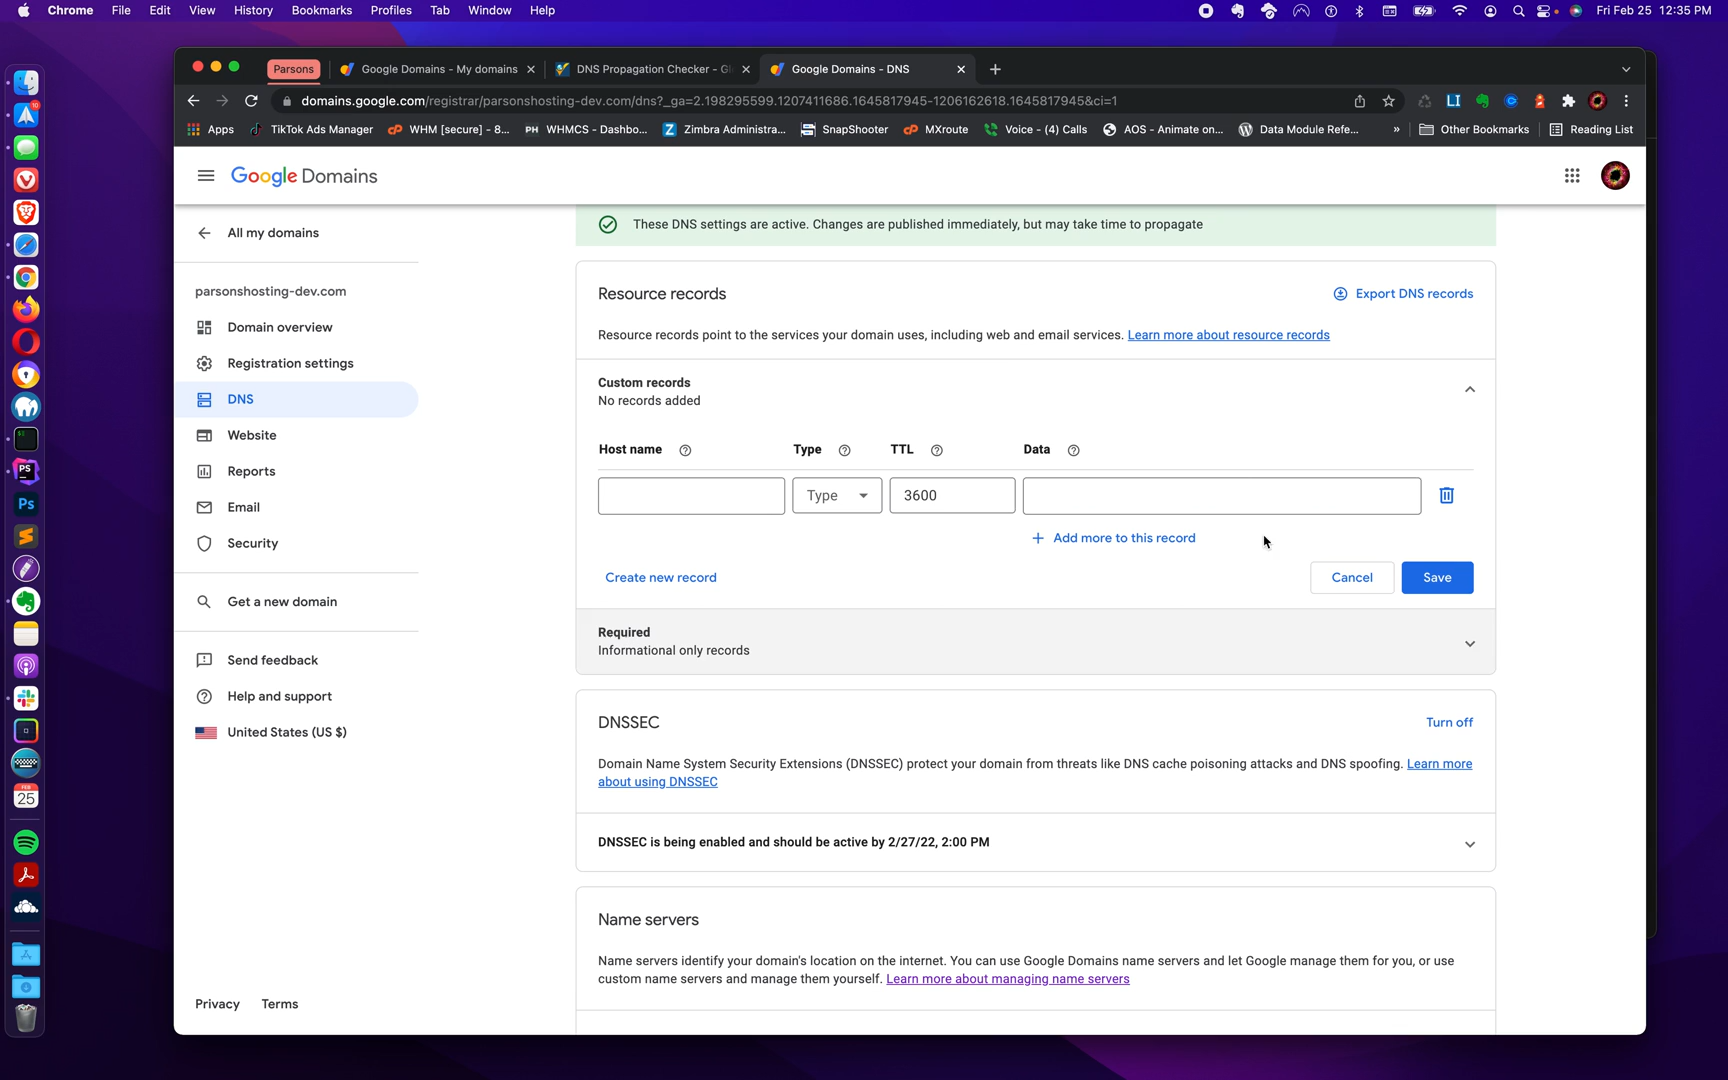 Chrome File Edit View History Bookmarks Profiles Tab Window Help Fri Feb 25 12:35 PM
Parsons Google Domains - My domains DNS Propagation Checker - Gl Google Domains - DNS
domains.google.com/registrar/parsonshosting-dev.com/dns?_ga=2.198295599.1207411686.1645817945-1206162618.1645817945&ci=1
Apps TikTok Ads Manager WHM [secure] - 8... PH WHMCS - Dashbo... Zimbra Administra... SnapShooter MXroute Voice - (4) Calls AOS - Animate on... Data Module Refe... » Other Bookmarks Reading List
Google Domains
All my domains
parsonshosting-dev.com
Domain overview
Registration settings
DNS
Website
Reports
Email
Security
Get a new domain
Send feedback
Help and support
United States (US $)
Privacy Terms
These DNS settings are active. Changes are published immediately, but may take time to propagate
Resource records Export DNS records
Resource records point to the services your domain uses, including web and email services. Learn more about resource records
Custom records
No records added
Host name Type TTL Data
Type 3600
+ Add more to this record
Create new record Cancel Save
Required
Informational only records
DNSSEC Turn off
Domain Name System Security Extensions (DNSSEC) protect your domain from threats like DNS cache poisoning attacks and DNS spoofing. Learn more
about using DNSSEC
DNSSEC is being enabled and should be active by 2/27/22, 2:00 PM
Name servers
Name servers identify your domain's location on the internet. You can use Google Domains name servers and let Google manage them for you, or use
custom name servers and manage them yourself. Learn more about managing name servers
10
PS
Ps
FEB
25